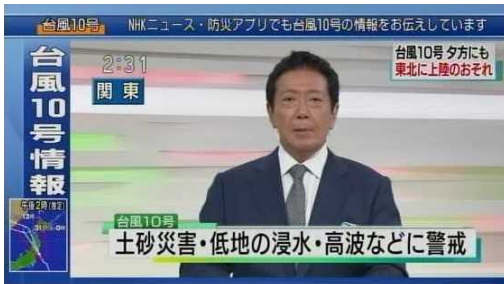 台風10号 NHKニュース・防災アプリでも台風10号の情報をお伝えしています
台風10号情報
2:31
関東
台風10号 夕方にも
東北に上陸のおそれ
午後2時(推定)
台風10号
土砂災害・低地の浸水・高波などに警戒